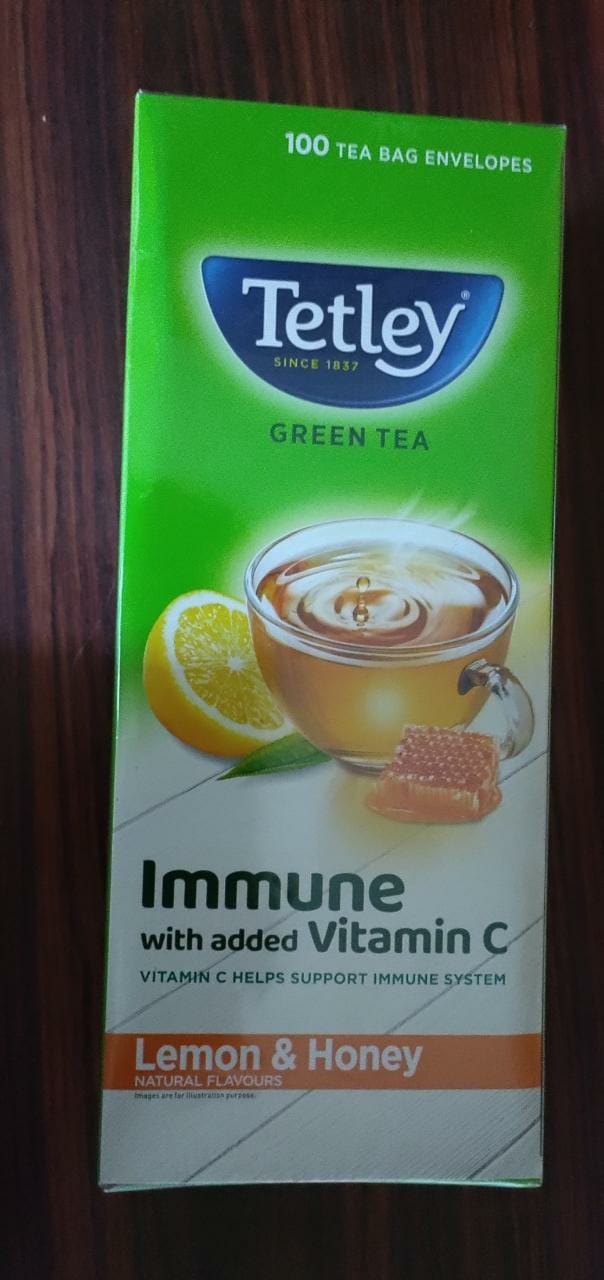 100 TEA BAG ENVELOPES
Tetley®
SINCE 1837
GREEN TEA
Immune
with added Vitamin C
VITAMIN C HELPS SUPPORT IMMUNE SYSTEM
Lemon & Honey
NATURAL FLAVOURS
Images are for illustration purpose.